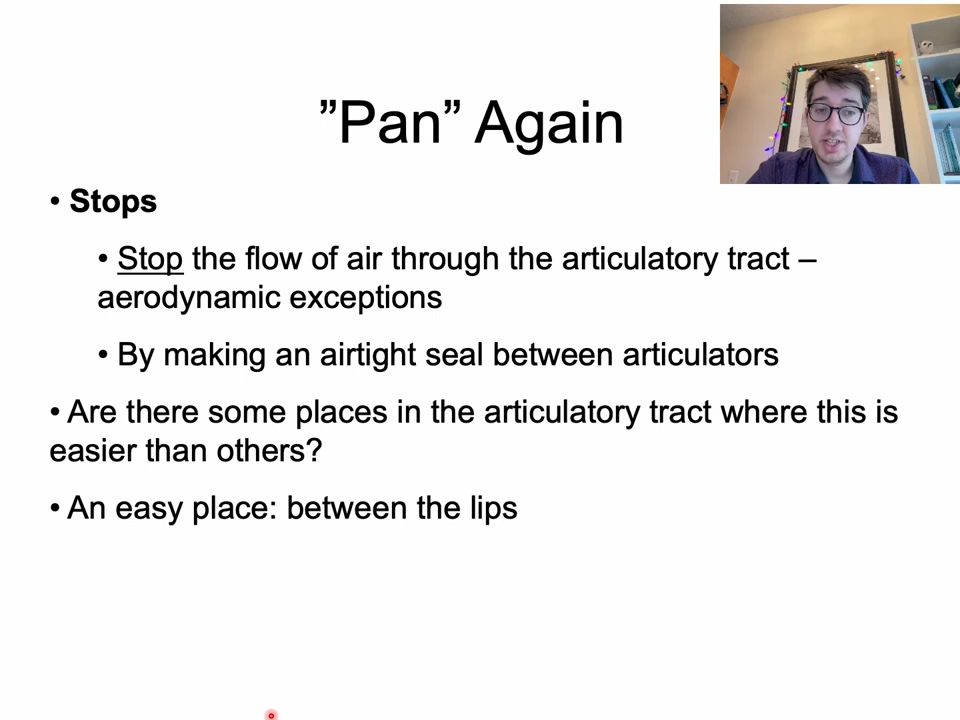 ”Pan” Again
• Stops
• Stop the flow of air through the articulatory tract –
aerodynamic exceptions
• By making an airtight seal between articulators
• Are there some places in the articulatory tract where this is
easier than others?
• An easy place: between the lips